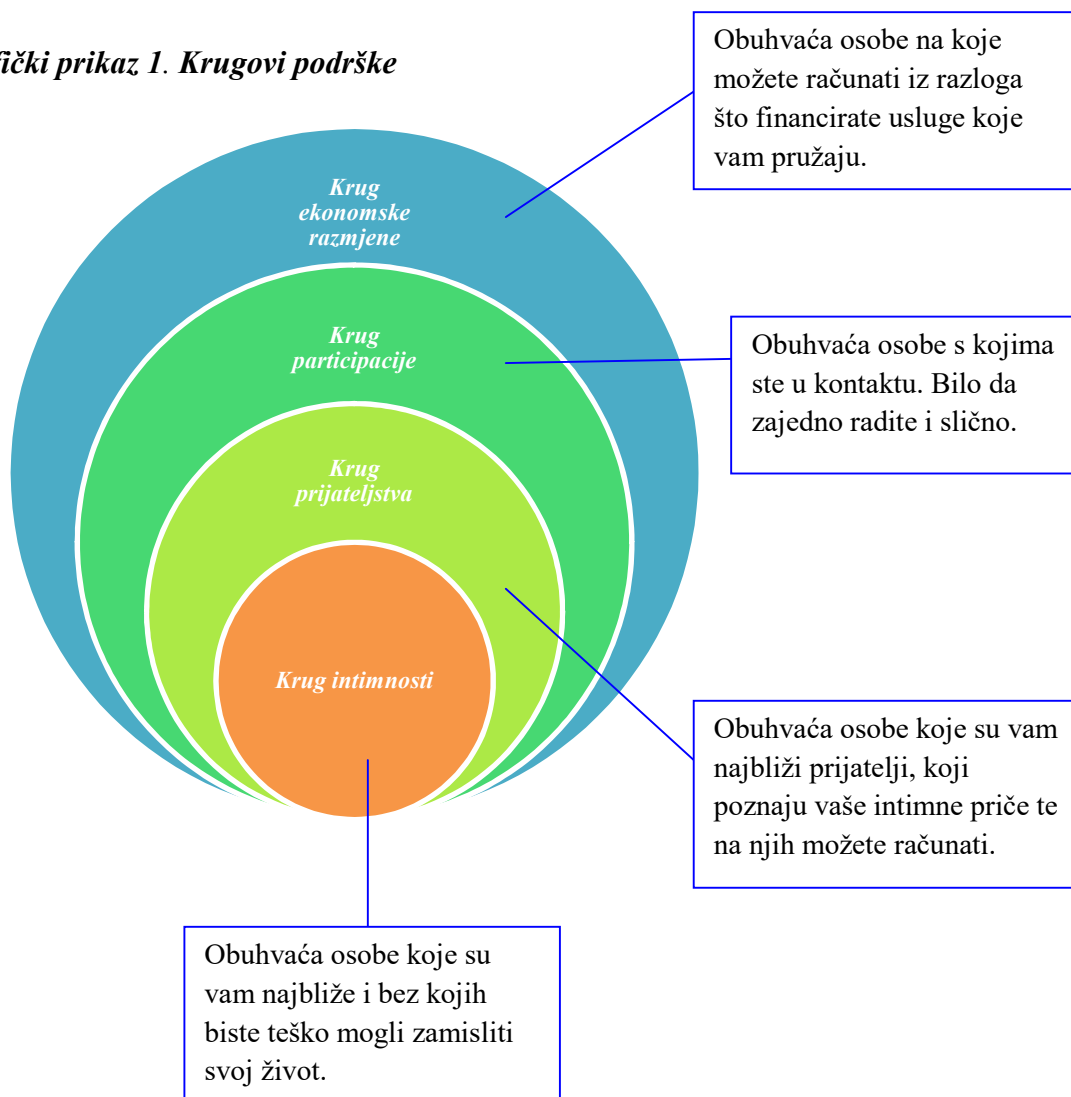 fički prikaz 1. Krugovi podrške
Obuhvaća osobe na koje
možete računati iz razloga
što financirate usluge koje
vam pružaju.
Krug
ekonomske
razmjene
Krug
participacije
Obuhvaća osobe s kojima
ste u kontaktu. Bilo da
zajedno radite i slično.
Krug
prijateljstva
Krug intimnosti
Obuhvaća osobe koje su vam
najbliži prijatelji, koji
poznaju vaše intimne priče te
na njih možete računati.
Obuhvaća osobe koje su
vam najbliže i bez kojih
biste teško mogli zamisliti
svoj život.